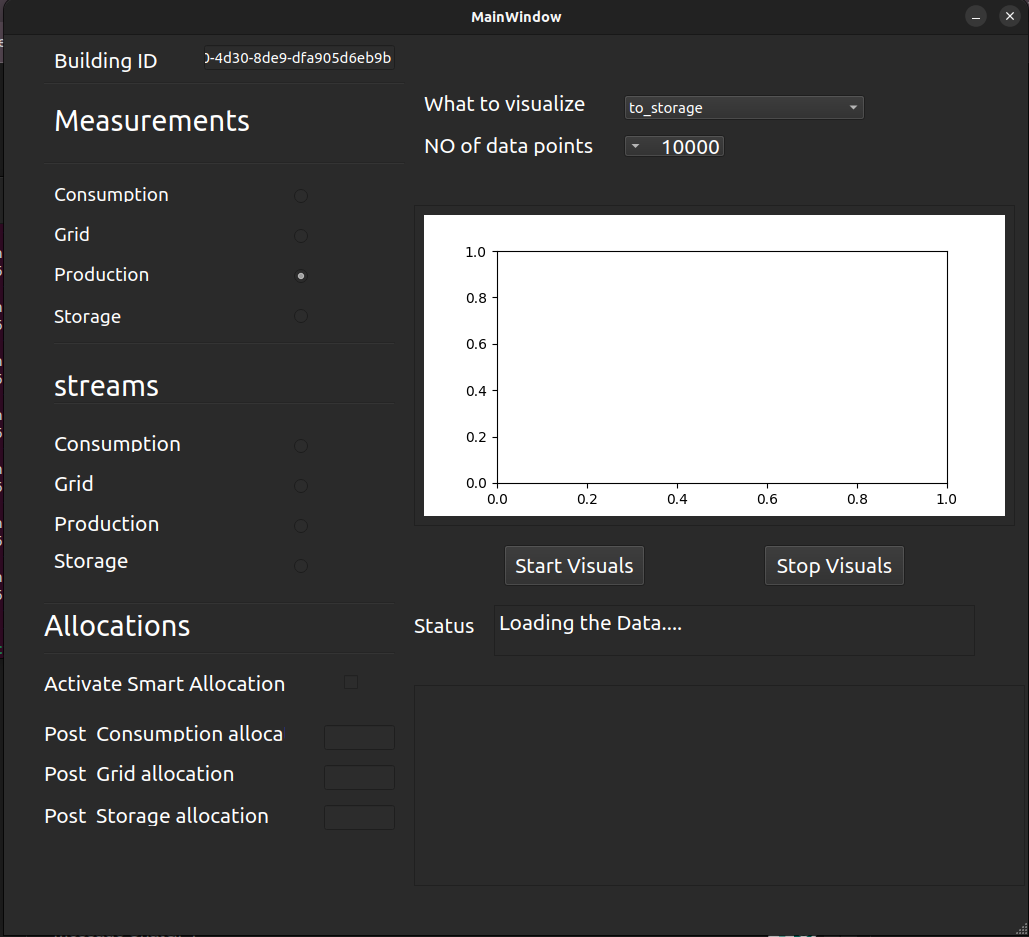 MainWindow
Building ID
0-4d30-8de9-dfa905d6eb9b
Measurements
Consumption
Grid
Production
Storage
streams
Consumption
Grid
Production
Storage
Allocations
Activate Smart Allocation
Post Consumption alloca
Post Grid allocation
Post Storage allocation
What to visualize
to_storage
NO of data points
10000
1.0
0.8
0.6
0.4
0.2
0.0
0.0 0.2 0.4 0.6 0.8 1.0
Start Visuals
Stop Visuals
Status
Loading the Data....